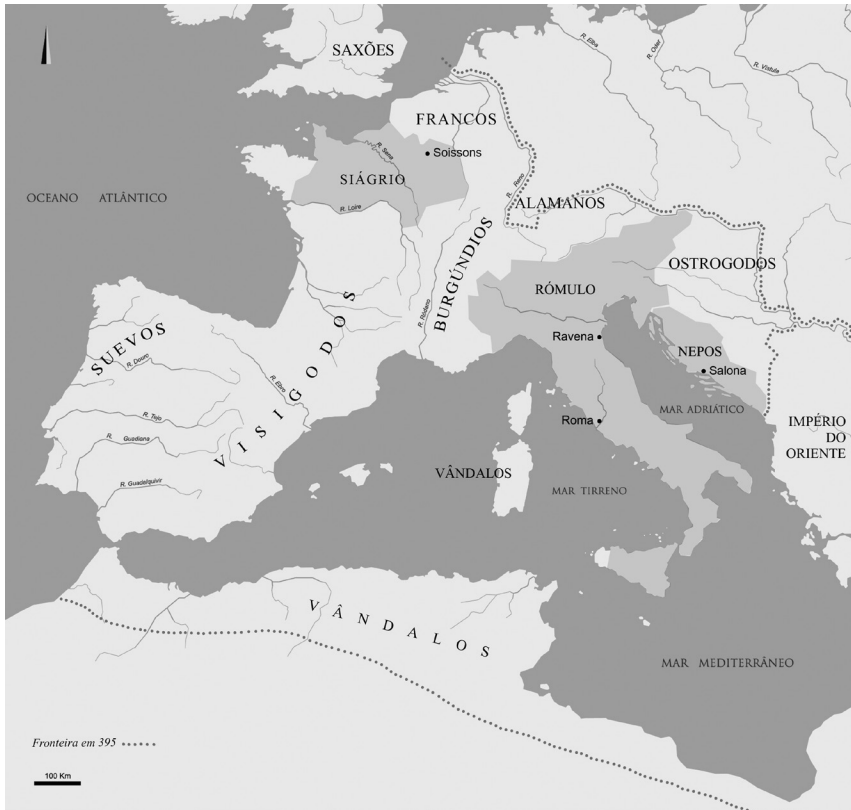 SAXÕES
R. Elba
R. Oder
R. Vístula
FRANCOS
R. Sena
Soissons
SIÁGRIO
R. Reno
OCEANO ATLÂNTICO
R. Loire
ALAMANOS
BURGÚNDIOS
OSTROGODOS
RÓMULO
R. Ródano
Ravena
SUEVOS
NEPOS
R. Douro
R. Ebro
Salona
VISIGODOS
MAR ADRIÁTICO
R. Tejo
Roma
IMPÉRIO
DO
ORIENTE
R. Guadiana
VÂNDALOS
R. Guadalquivir
MAR TIRRENO
VÂNDALOS
MAR MEDITERRÂNEO
Fronteira em 395
100 Km